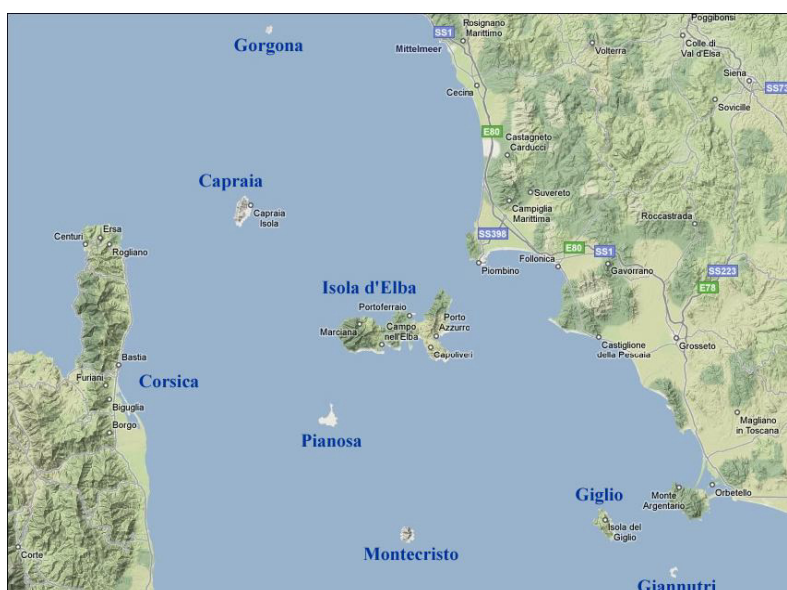 Gorgona
SS1
Rosignano
Marittimo
Mittelmeer
Poggibonsi
Colle di
Val d'Elsa
Volterra
Siena
SS73
Cecina
Sovicille
E80
Castagneto
Carducci
Capraia
Capraia
Isola
Suvereto
Campiglia
Marittima
Roccastrada
Ersa
Centuri
Rogliano
SS398
E80
SS1
Piombino
Follonica
Gavorrano
SS223
E78
Isola d'Elba
Portoferraio
Porto
Azzurro
Marciana
Campo
nell'Elba
Capoliveri
Castiglione
della Pescaia
Grosseto
Bastia
Furiani
Corsica
Biguglia
Borgo
Pianosa
Magliano
in Toscana
Giglio
Monte
Argentario
Orbetello
Isola del
Giglio
Corte
Montecristo
Giannutri